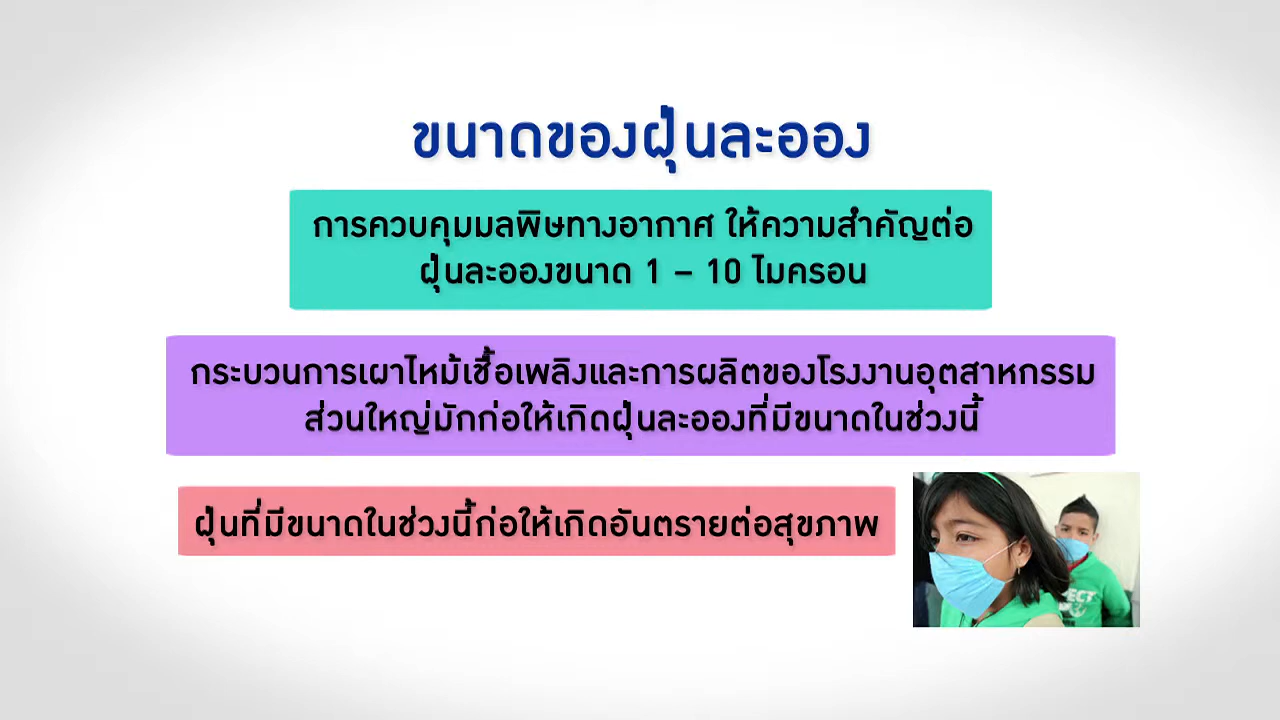 ขนาดของฝุ่นละออง
การควบคุมมลพิษทางอากาศ ให้ความสำคัญต่อ
ฝุ่นละอองขนาด 1 – 10 ไมครอน
กระบวนการเผาไหม้เชื้อเพลิงและการผลิตของโรงงานอุตสาหกรรม
ส่วนใหญ่มักก่อให้เกิดฝุ่นละอองที่มีขนาดในช่วงนี้
ฝุ่นที่มีขนาดในช่วงนี้ก่อให้เกิดอันตรายต่อสุขภาพ